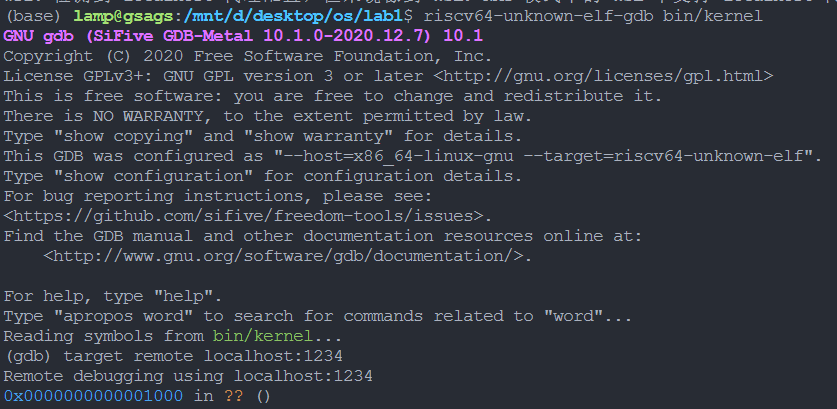 (base) lamp@gsags:/mnt/d/desktop/os/lab1$ riscv64-unknown-elf-gdb bin/kernel
GNU gdb (SiFive GDB-Metal 10.1.0-2020.12.7) 10.1
Copyright (C) 2020 Free Software Foundation, Inc.
License GPLv3+: GNU GPL version 3 or later <http://gnu.org/licenses/gpl.html>
This is free software: you are free to change and redistribute it.
There is NO WARRANTY, to the extent permitted by law.
Type "show copying" and "show warranty" for details.
This GDB was configured as "--host=x86_64-linux-gnu --target=riscv64-unknown-elf".
Type "show configuration" for configuration details.
For bug reporting instructions, please see:
<https://github.com/sifive/freedom-tools/issues>.
Find the GDB manual and other documentation resources online at:
    <http://www.gnu.org/software/gdb/documentation/>.

For help, type "help".
Type "apropos word" to search for commands related to "word"...
Reading symbols from bin/kernel...
(gdb) target remote localhost:1234
Remote debugging using localhost:1234
0x0000000000001000 in ?? ()